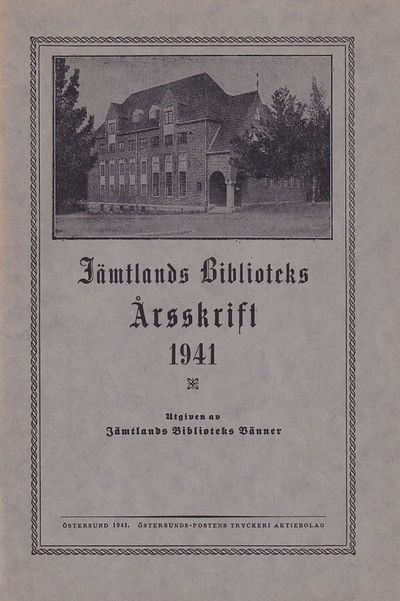 Jämtlands Biblioteks
Årsskrift
1941
Utgiven av
Jämtlands Biblioteks Vänner
ÖSTERSUND 1941. ÖSTERSUNDS-POSTENS TRYCKERI AKTIEBOLAG